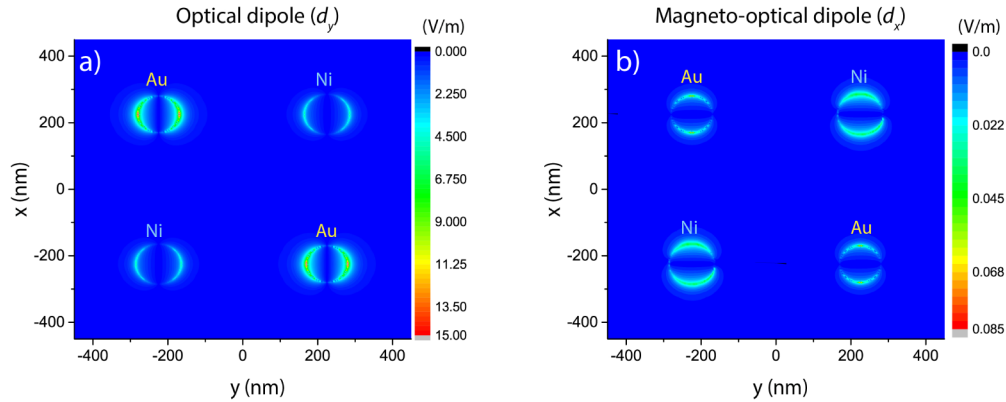 Optical dipole (dy)
(V/m)
a)
Au
Ni
Ni
Au
400
200
0
-200
-400
x (nm)
-400
-200
0
200
400
y (nm)
0.000
2.250
4.500
6.750
9.000
11.25
13.50
15.00
Magneto-optical dipole (dx)
(V/m)
b)
Au
Ni
Ni
Au
400
200
0
-200
-400
x (nm)
-400
-200
0
200
400
y (nm)
0.0
0.022
0.045
0.068
0.085